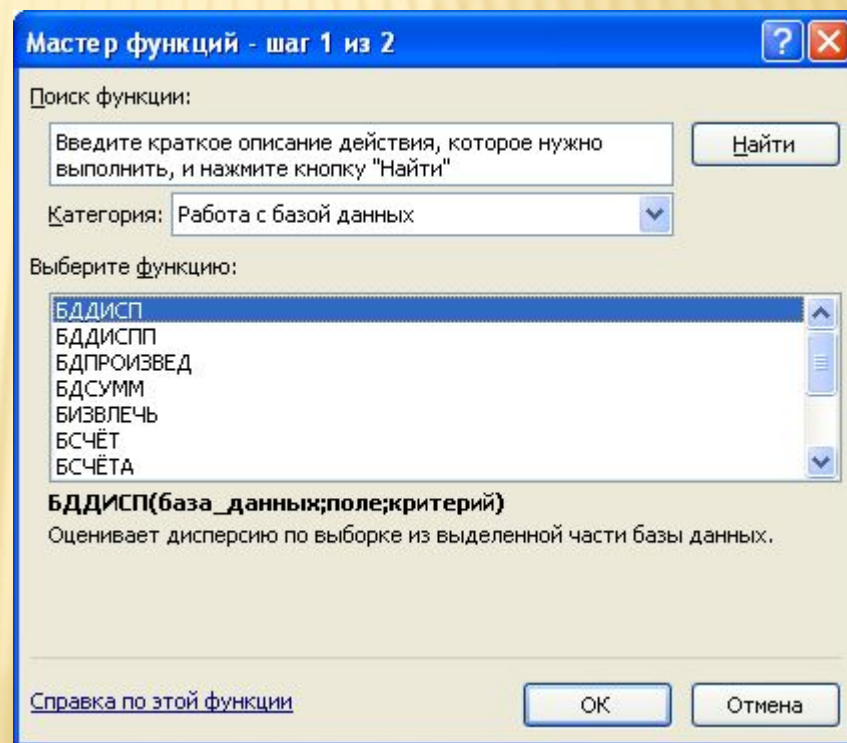 Мастер функций - шаг 1 из 2
Поиск функции:
Введите краткое описание действия, которое нужно
выполнить, и нажмите кнопку "Найти"
Найти
Категория: Работа с базой данных
Выберите функцию:
БДДИСП
БДДИСПП
БДПРОИЗВЕД
БДСУММ
БИЗВЛЕЧЬ
БСЧЁТ
БСЧЁТА
БДДИСП(база_данных;поле;критерий)
Оценивает дисперсию по выборке из выделенной части базы данных.
Справка по этой функции
ОК
Отмена